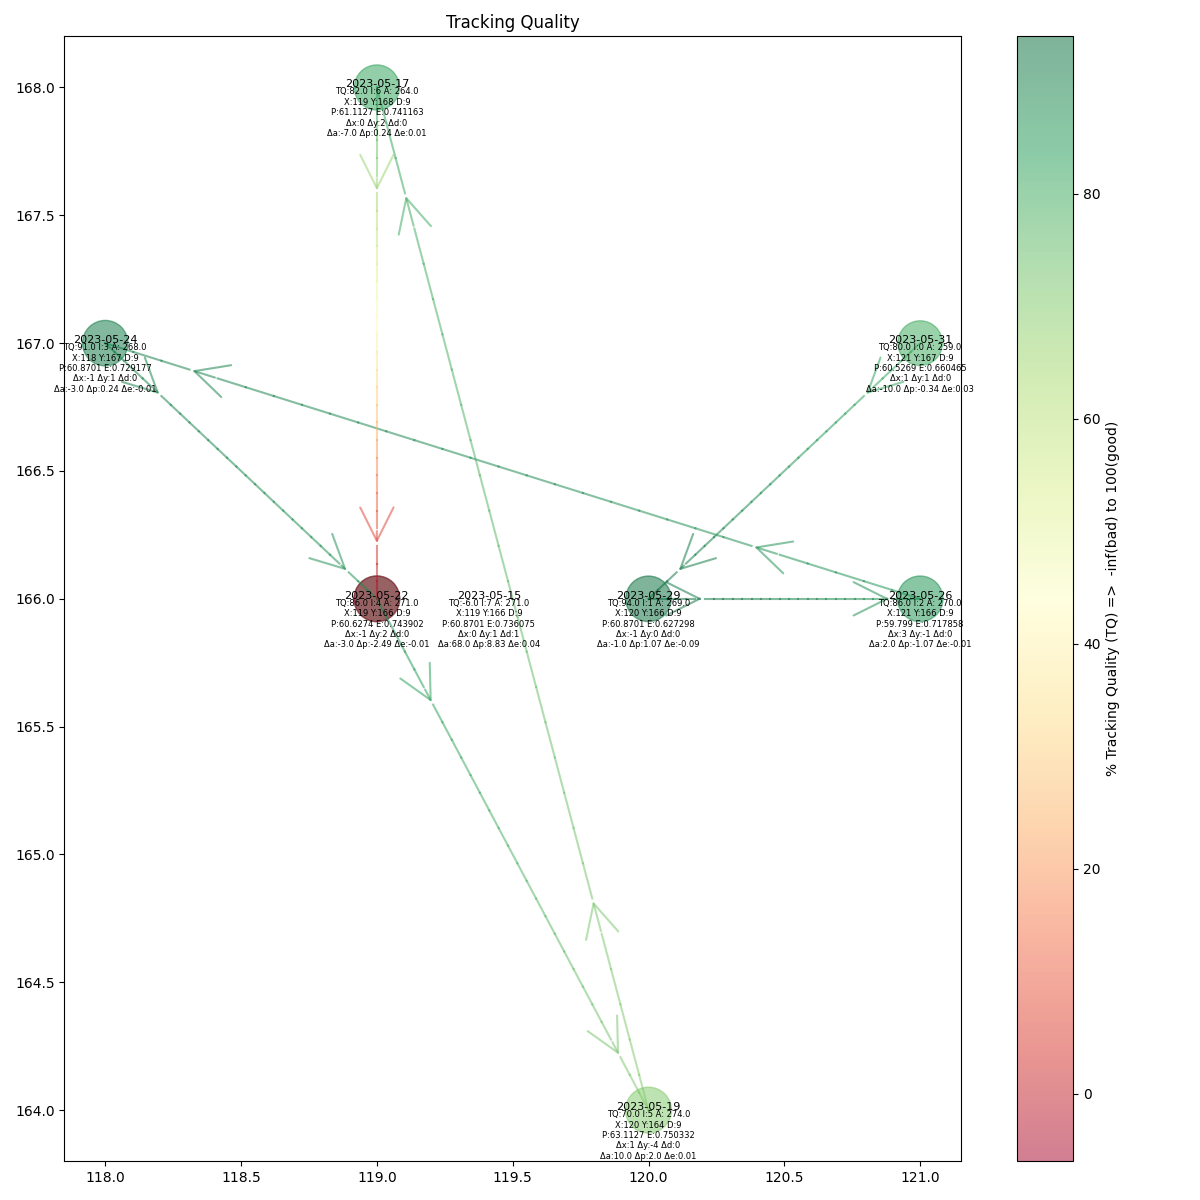 Tracking Quality
168.0
167.5
167.0
166.5
166.0
165.5
165.0
164.5
164.0
118.0
118.5
119.0
119.5
120.0
120.5
121.0
2023-05-17
TQ:82.0 I:6 A: 264.0
X:119 Y:168 D:9
P:61.1127 E:0.741163
Δx:0 Δy:2 Δd:0
Δa:-7.0 Δp:0.24 Δe:0.01
2023-05-24
TQ:91.0 I:3 A: 268.0
X:118 Y:167 D:9
P:60.8701 E:0.729177
Δx:-1 Δy:1 Δd:0
Δa:-3.0 Δp:0.24 Δe:-0.01
2023-05-31
TQ:80.0 I:0 A: 259.0
X:121 Y:167 D:9
P:60.5269 E:0.660465
Δx:1 Δy:1 Δd:0
Δa:-10.0 Δp:-0.34 Δe:0.03
2023-05-22
TQ:86.0 I:4 A: 271.0
X:119 Y:166 D:9
P:60.6274 E:0.743902
Δx:-1 Δy:2 Δd:0
Δa:-3.0 Δp:-2.49 Δe:-0.01
2023-05-15
TQ:-6.0 I:7 A: 271.0
X:119 Y:166 D:9
P:60.8701 E:0.736075
Δx:0 Δy:1 Δd:1
Δa:68.0 Δp:8.83 Δe:0.04
2023-05-29
TQ:94.0 I:1 A: 269.0
X:120 Y:166 D:9
P:60.8701 E:0.627298
Δx:-1 Δy:0 Δd:0
Δa:-1.0 Δp:1.07 Δe:-0.09
2023-05-26
TQ:86.0 I:2 A: 270.0
X:121 Y:166 D:9
P:59.799 E:0.717858
Δx:3 Δy:-1 Δd:0
Δa:2.0 Δp:-1.07 Δe:-0.01
2023-05-19
TQ:70.0 I:5 A: 274.0
X:120 Y:164 D:9
P:63.1127 E:0.750332
Δx:1 Δy:-4 Δd:0
Δa:10.0 Δp:2.0 Δe:0.01
80
60
40
20
0
% Tracking Quality (TQ) => -inf(bad) to 100(good)